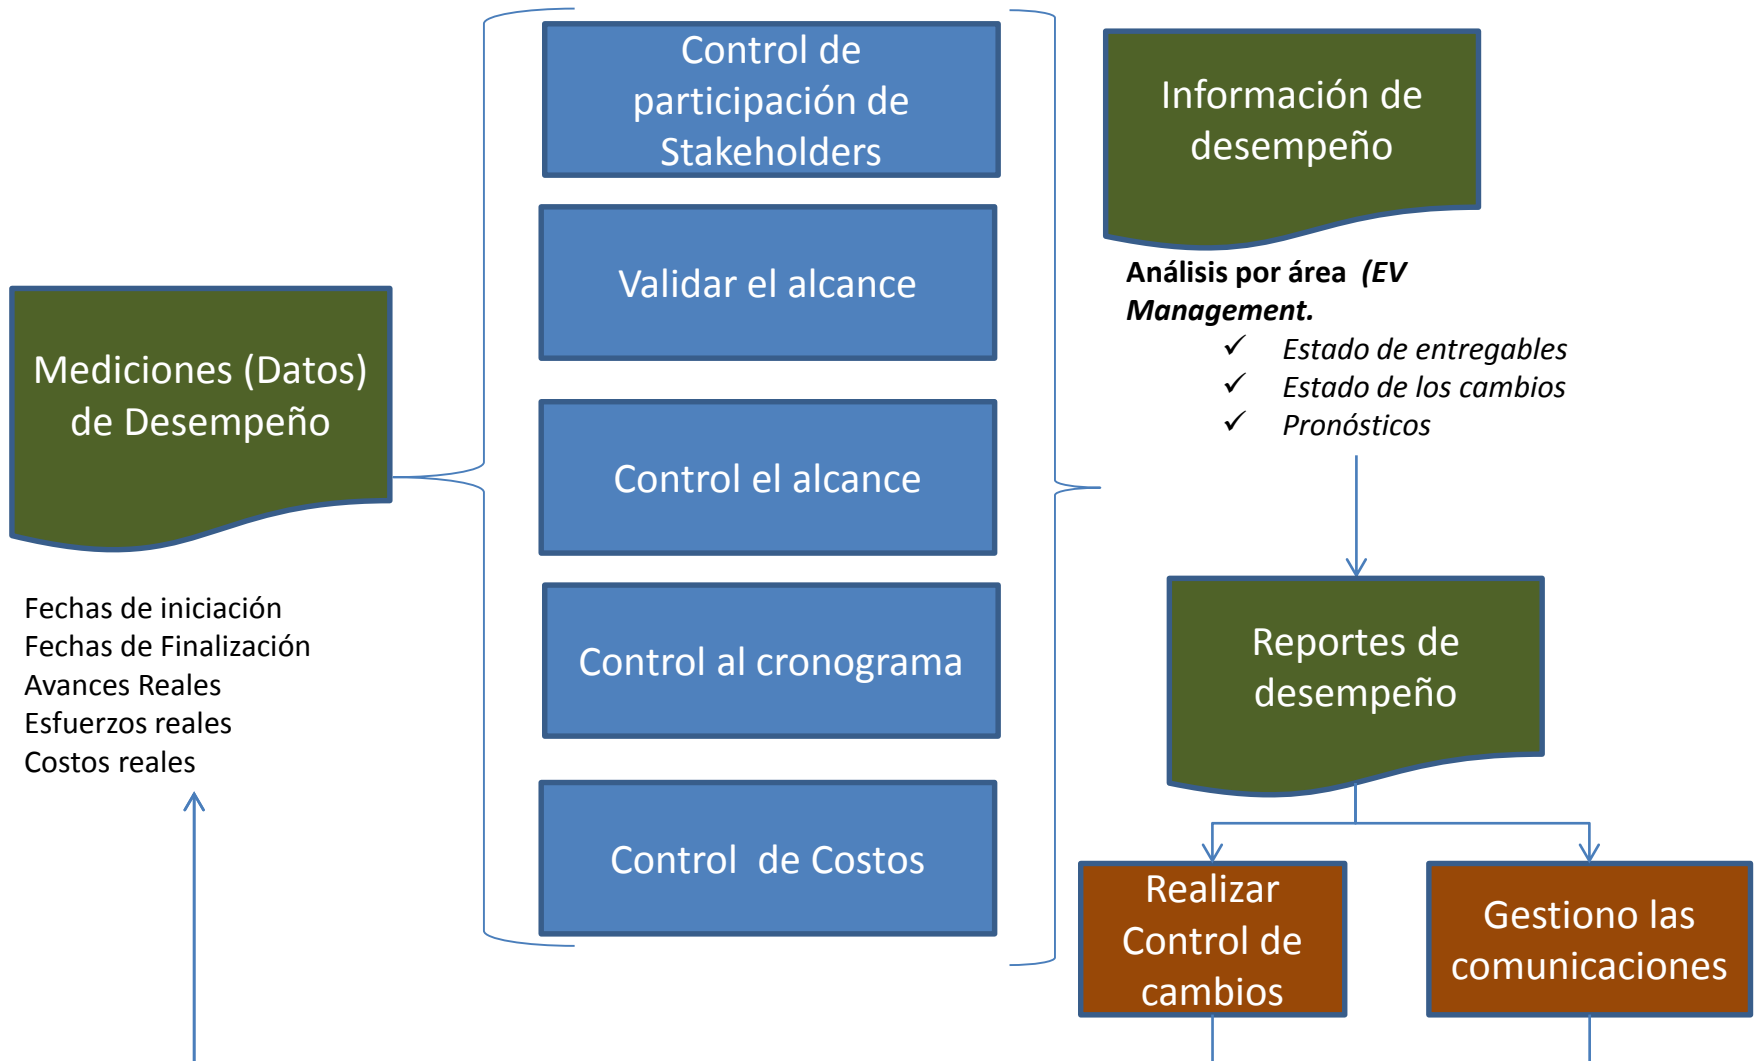 Mediciones (Datos)
de Desempeño
Fechas de iniciación
Fechas de Finalización
Avances Reales
Esfuerzos reales
Costos reales
Control de
participación de
Stakeholders
Validar el alcance
Control el alcance
Control al cronograma
Control de Costos
Información de
desempeño
Análisis por área (EV
Management.
Estado de entregables
Estado de los cambios
Pronósticos
Reportes de
desempeño
Realizar
Control de
cambios
Gestiono las
comunicaciones